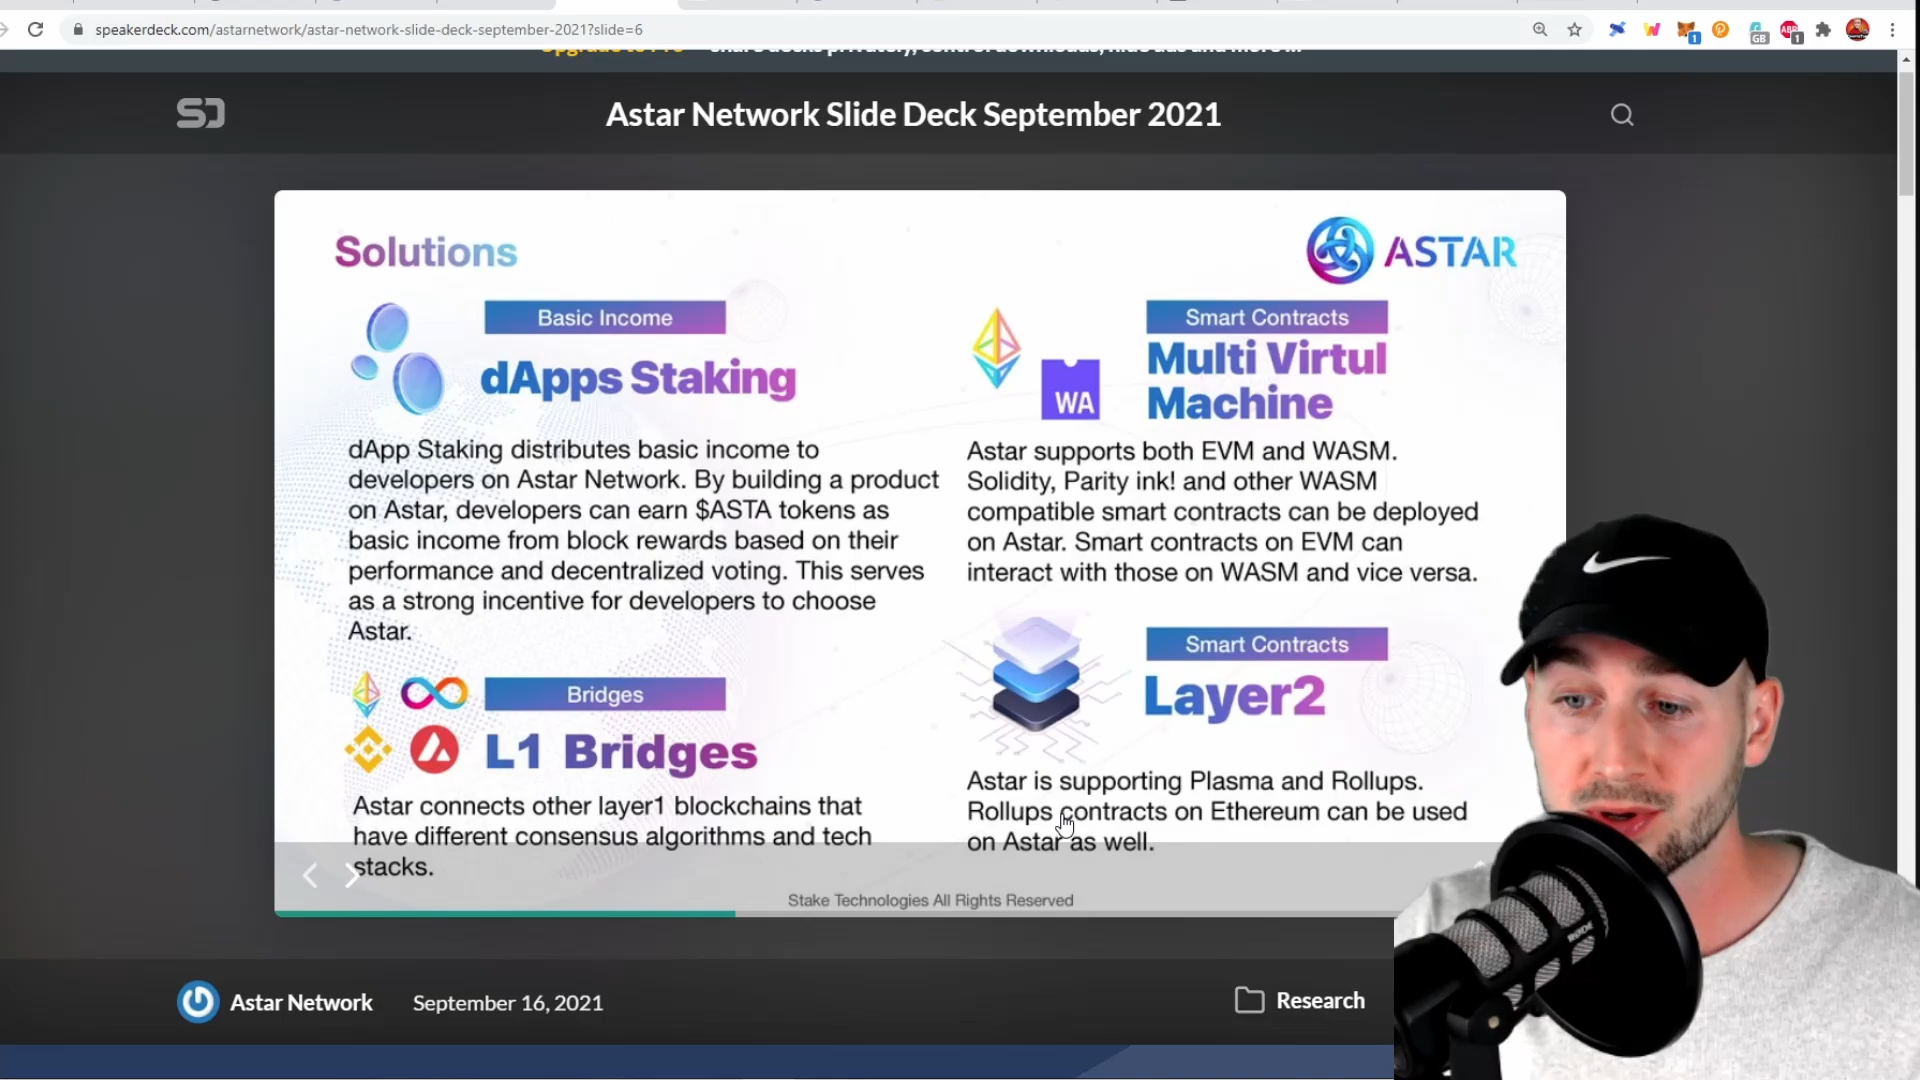 speakerdeck.com/astarnetwork/astar-network-slide-deck-september-2021?slide=6
1
GB
1
SJ
Astar Network Slide Deck September 2021
Solutions
ASTAR
Basic Income
dApps Staking
dApp Staking distributes basic income to
developers on Astar Network. By building a product
on Astar, developers can earn $ASTA tokens as
basic income from block rewards based on their
performance and decentralized voting. This serves
as a strong incentive for developers to choose
Astar.
Smart Contracts
Multi Virtul
Machine
WA
Astar supports both EVM and WASM.
Solidity, Parity ink! and other WASM
compatible smart contracts can be deployed
on Astar. Smart contracts on EVM can
interact with those on WASM and vice versa.
Bridges
L1 Bridges
Astar connects other layer1 blockchains that
have different consensus algorithms and tech
stacks.
Smart Contracts
Layer2
Astar is supporting Plasma and Rollups.
Rollups contracts on Ethereum can be used
on Astar as well.
Stake Technologies All Rights Reserved
Astar Network
September 16, 2021
Research
RØDE